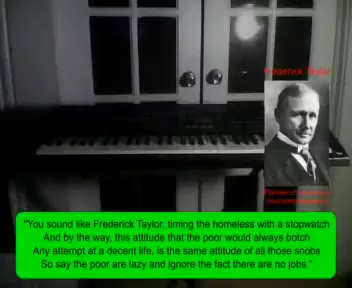 Frederick Taylor
"You sound like Frederick Taylor, timing the homeless with a stopwatch
And by the way, this attitude that the poor would always botch
Any attempt at a decent life, is the same attitude of all those snobs
So say the poor are lazy and ignore the fact there are no jobs."